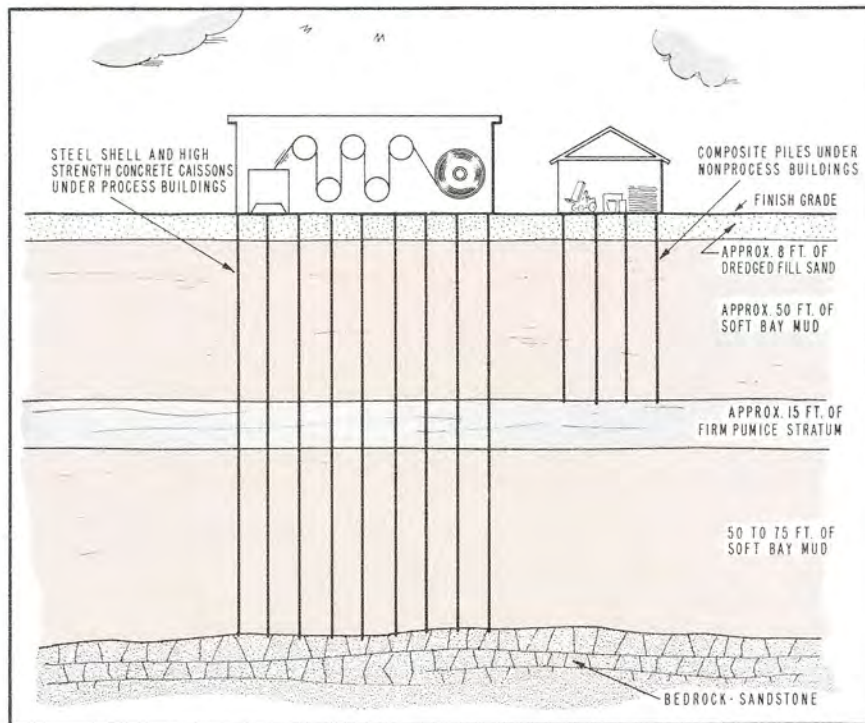 STEEL SHELL AND HIGH
STRENGTH CONCRETE CAISSONS
UNDER PROCESS BUILDINGS
COMPOSITE PILES UNDER
NONPROCESS BUILDINGS
FINISH GRADE
APPROX. 8 FT. OF
DREDGED FILL SAND
APPROX. 50 FT. OF
SOFT BAY MUD
APPROX. 15 FT. OF
FIRM PUMICE STRATUM
50 TO 75 FT. OF
SOFT BAY MUD
BEDROCK - SANDSTONE